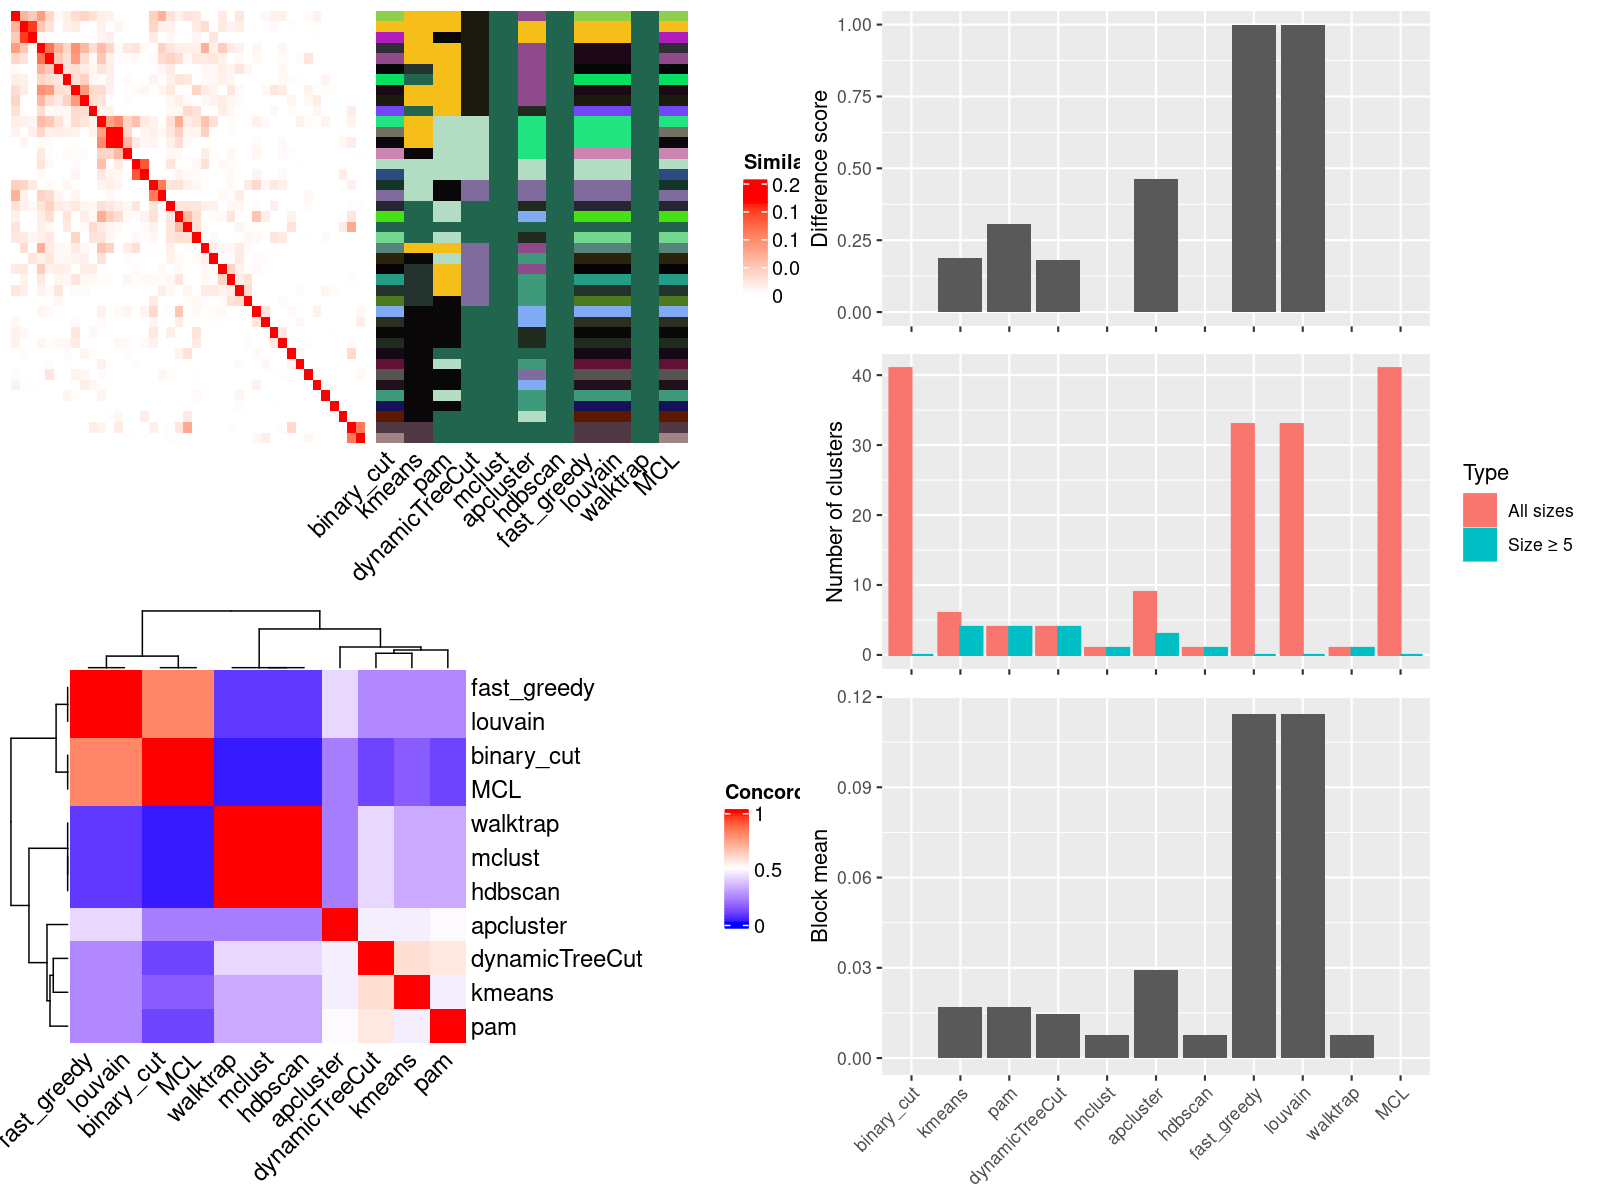 Simila
0.2
0.1
0.1
0.0
0
binary_cut
kmeans
pam
dynamicTreeCut
mclust
apcluster
hdbscan
fast_greedy
louvain
walktrap
MCL
fast_greedy
louvain
binary_cut
MCL
walktrap
mclust
hdbscan
apcluster
dynamicTreeCut
kmeans
pam
Concord
1
0.5
0
fast_greedy
louvain
binary_cut
MCL
walktrap
mclust
hdbscan
apcluster
dynamicTreeCut
kmeans
pam
Difference score
1.00
0.75
0.50
0.25
0.00
Number of clusters
40
30
20
10
0
Type
All sizes
Size ≥ 5
Block mean
0.12
0.09
0.06
0.03
0.00
binary_cut
kmeans
pam
dynamicTreeCut
mclust
apcluster
hdbscan
fast_greedy
louvain
walktrap
MCL